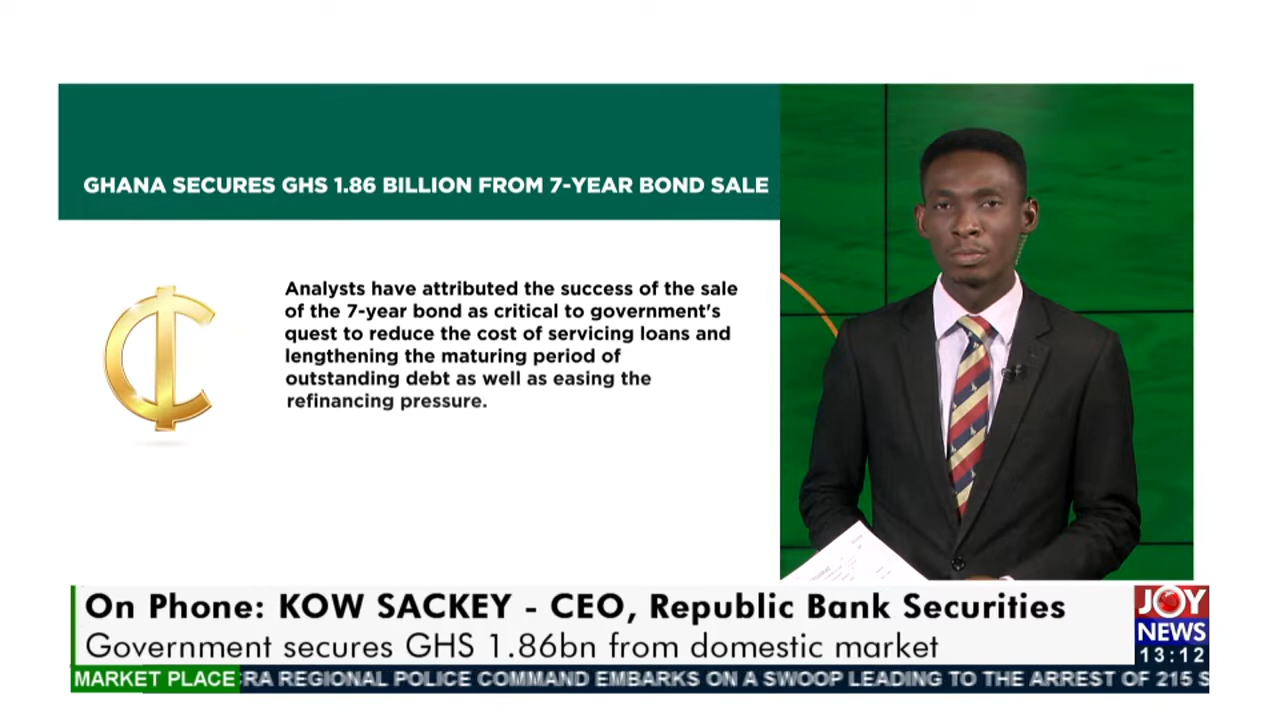 GHANA SECURES GHS 1.86 BILLION FROM 7-YEAR BOND SALE
Analysts have attributed the success of the sale
of the 7-year bond as critical to government's
quest to reduce the cost of servicing loans and
lengthening the maturing period of
outstanding debt as well as easing the
refinancing pressure.
On Phone: KOW SACKEY - CEO, Republic Bank Securities
Government secures GHS 1.86bn from domestic market
JOY
NEWS
13:12
MARKET PLACE RA REGIONAL POLICE COMMAND EMBARKS ON A SWOOP LEADING TO THE ARREST OF 215 S